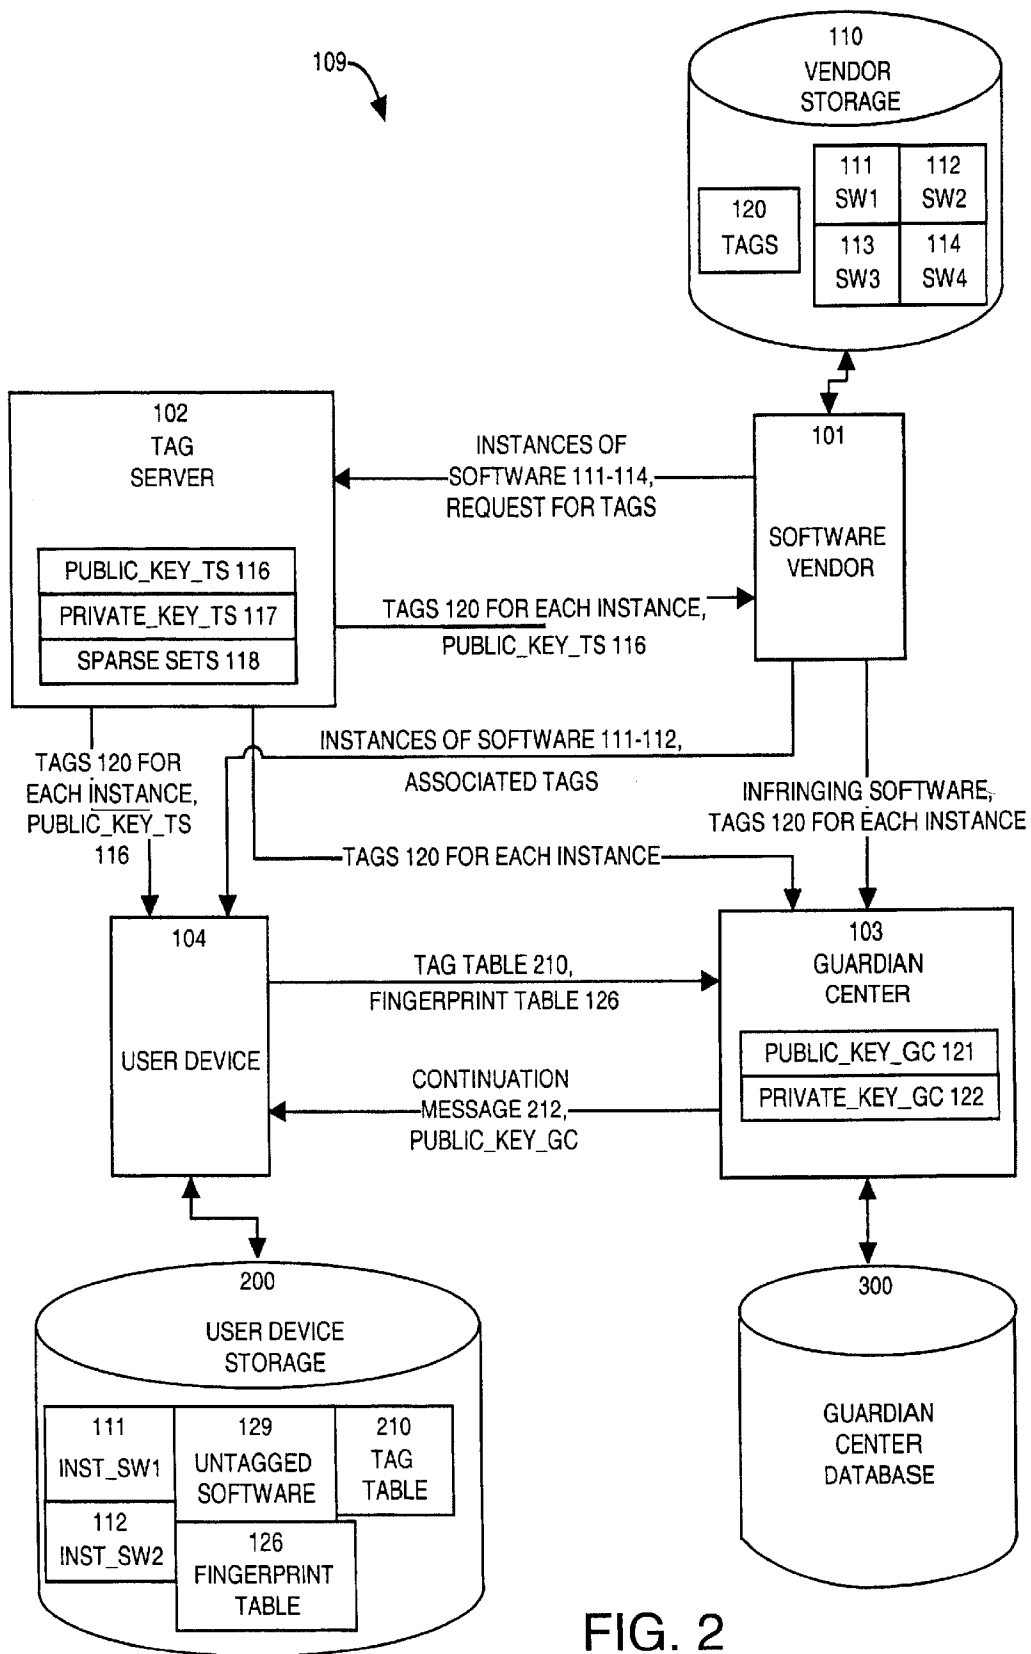 109
110
VENDOR
STORAGE
120
TAGS
111
SW1
112
SW2
113
SW3
114
SW4
102
TAG
SERVER
PUBLIC_KEY_TS 116
PRIVATE_KEY_TS 117
SPARSE SETS 118
INSTANCES OF
SOFTWARE 111-114,
REQUEST FOR TAGS
101
SOFTWARE
VENDOR
TAGS 120 FOR EACH INSTANCE,
PUBLIC_KEY_TS 116
TAGS 120 FOR
EACH INSTANCE,
PUBLIC_KEY_TS
116
INSTANCES OF SOFTWARE 111-112,
ASSOCIATED TAGS
INFRINGING SOFTWARE,
TAGS 120 FOR EACH INSTANCE
TAGS 120 FOR EACH INSTANCE
104
USER DEVICE
TAG TABLE 210,
FINGERPRINT TABLE 126
CONTINUATION
MESSAGE 212,
PUBLIC_KEY_GC
103
GUARDIAN
CENTER
PUBLIC_KEY_GC 121
PRIVATE_KEY_GC 122
200
USER DEVICE
STORAGE
111
INST_SW1
129
UNTAGGED
SOFTWARE
210
TAG
TABLE
112
INST_SW2
126
FINGERPRINT
TABLE
300
GUARDIAN
CENTER
DATABASE
FIG. 2